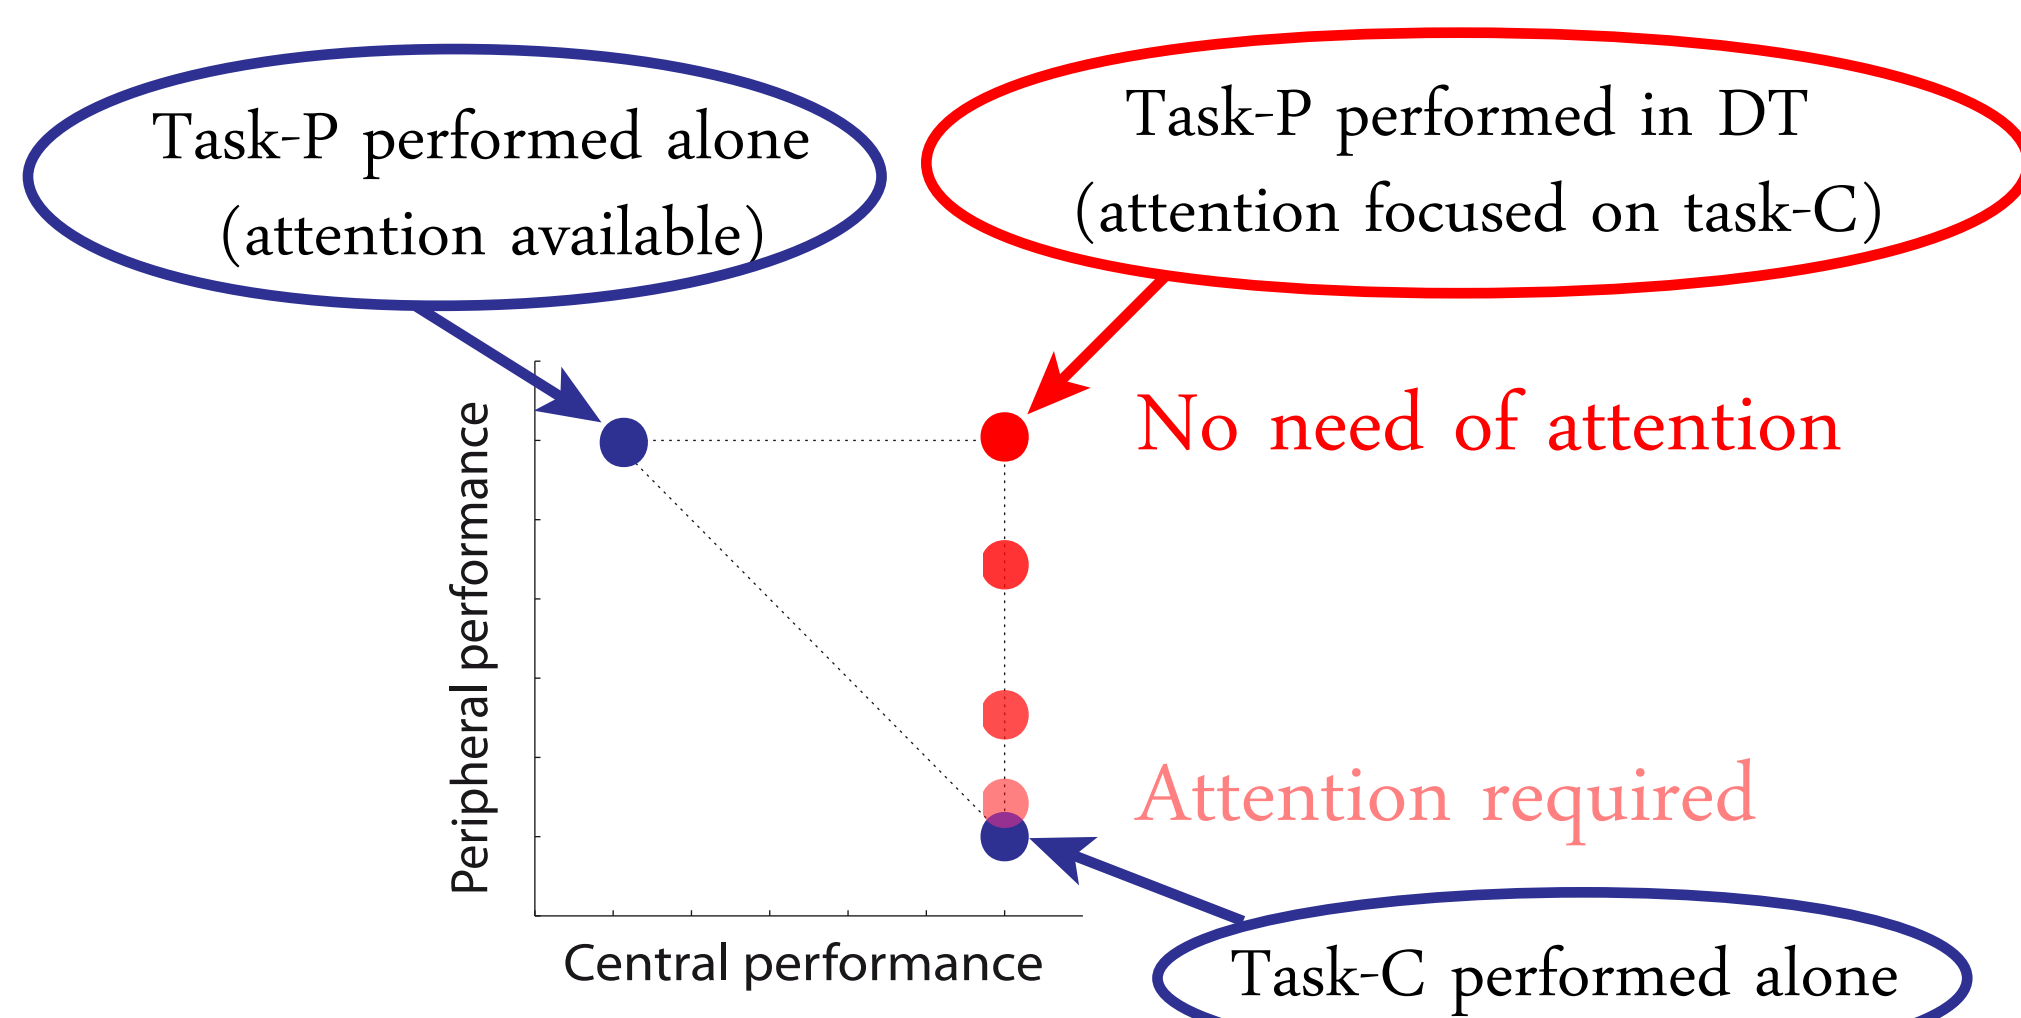 Task-P performed alone
(attention available)
Task-P performed in DT
(attention focused on task-C)
No need of attention
Peripheral performance
Attention required
Central performance
Task-C performed alone